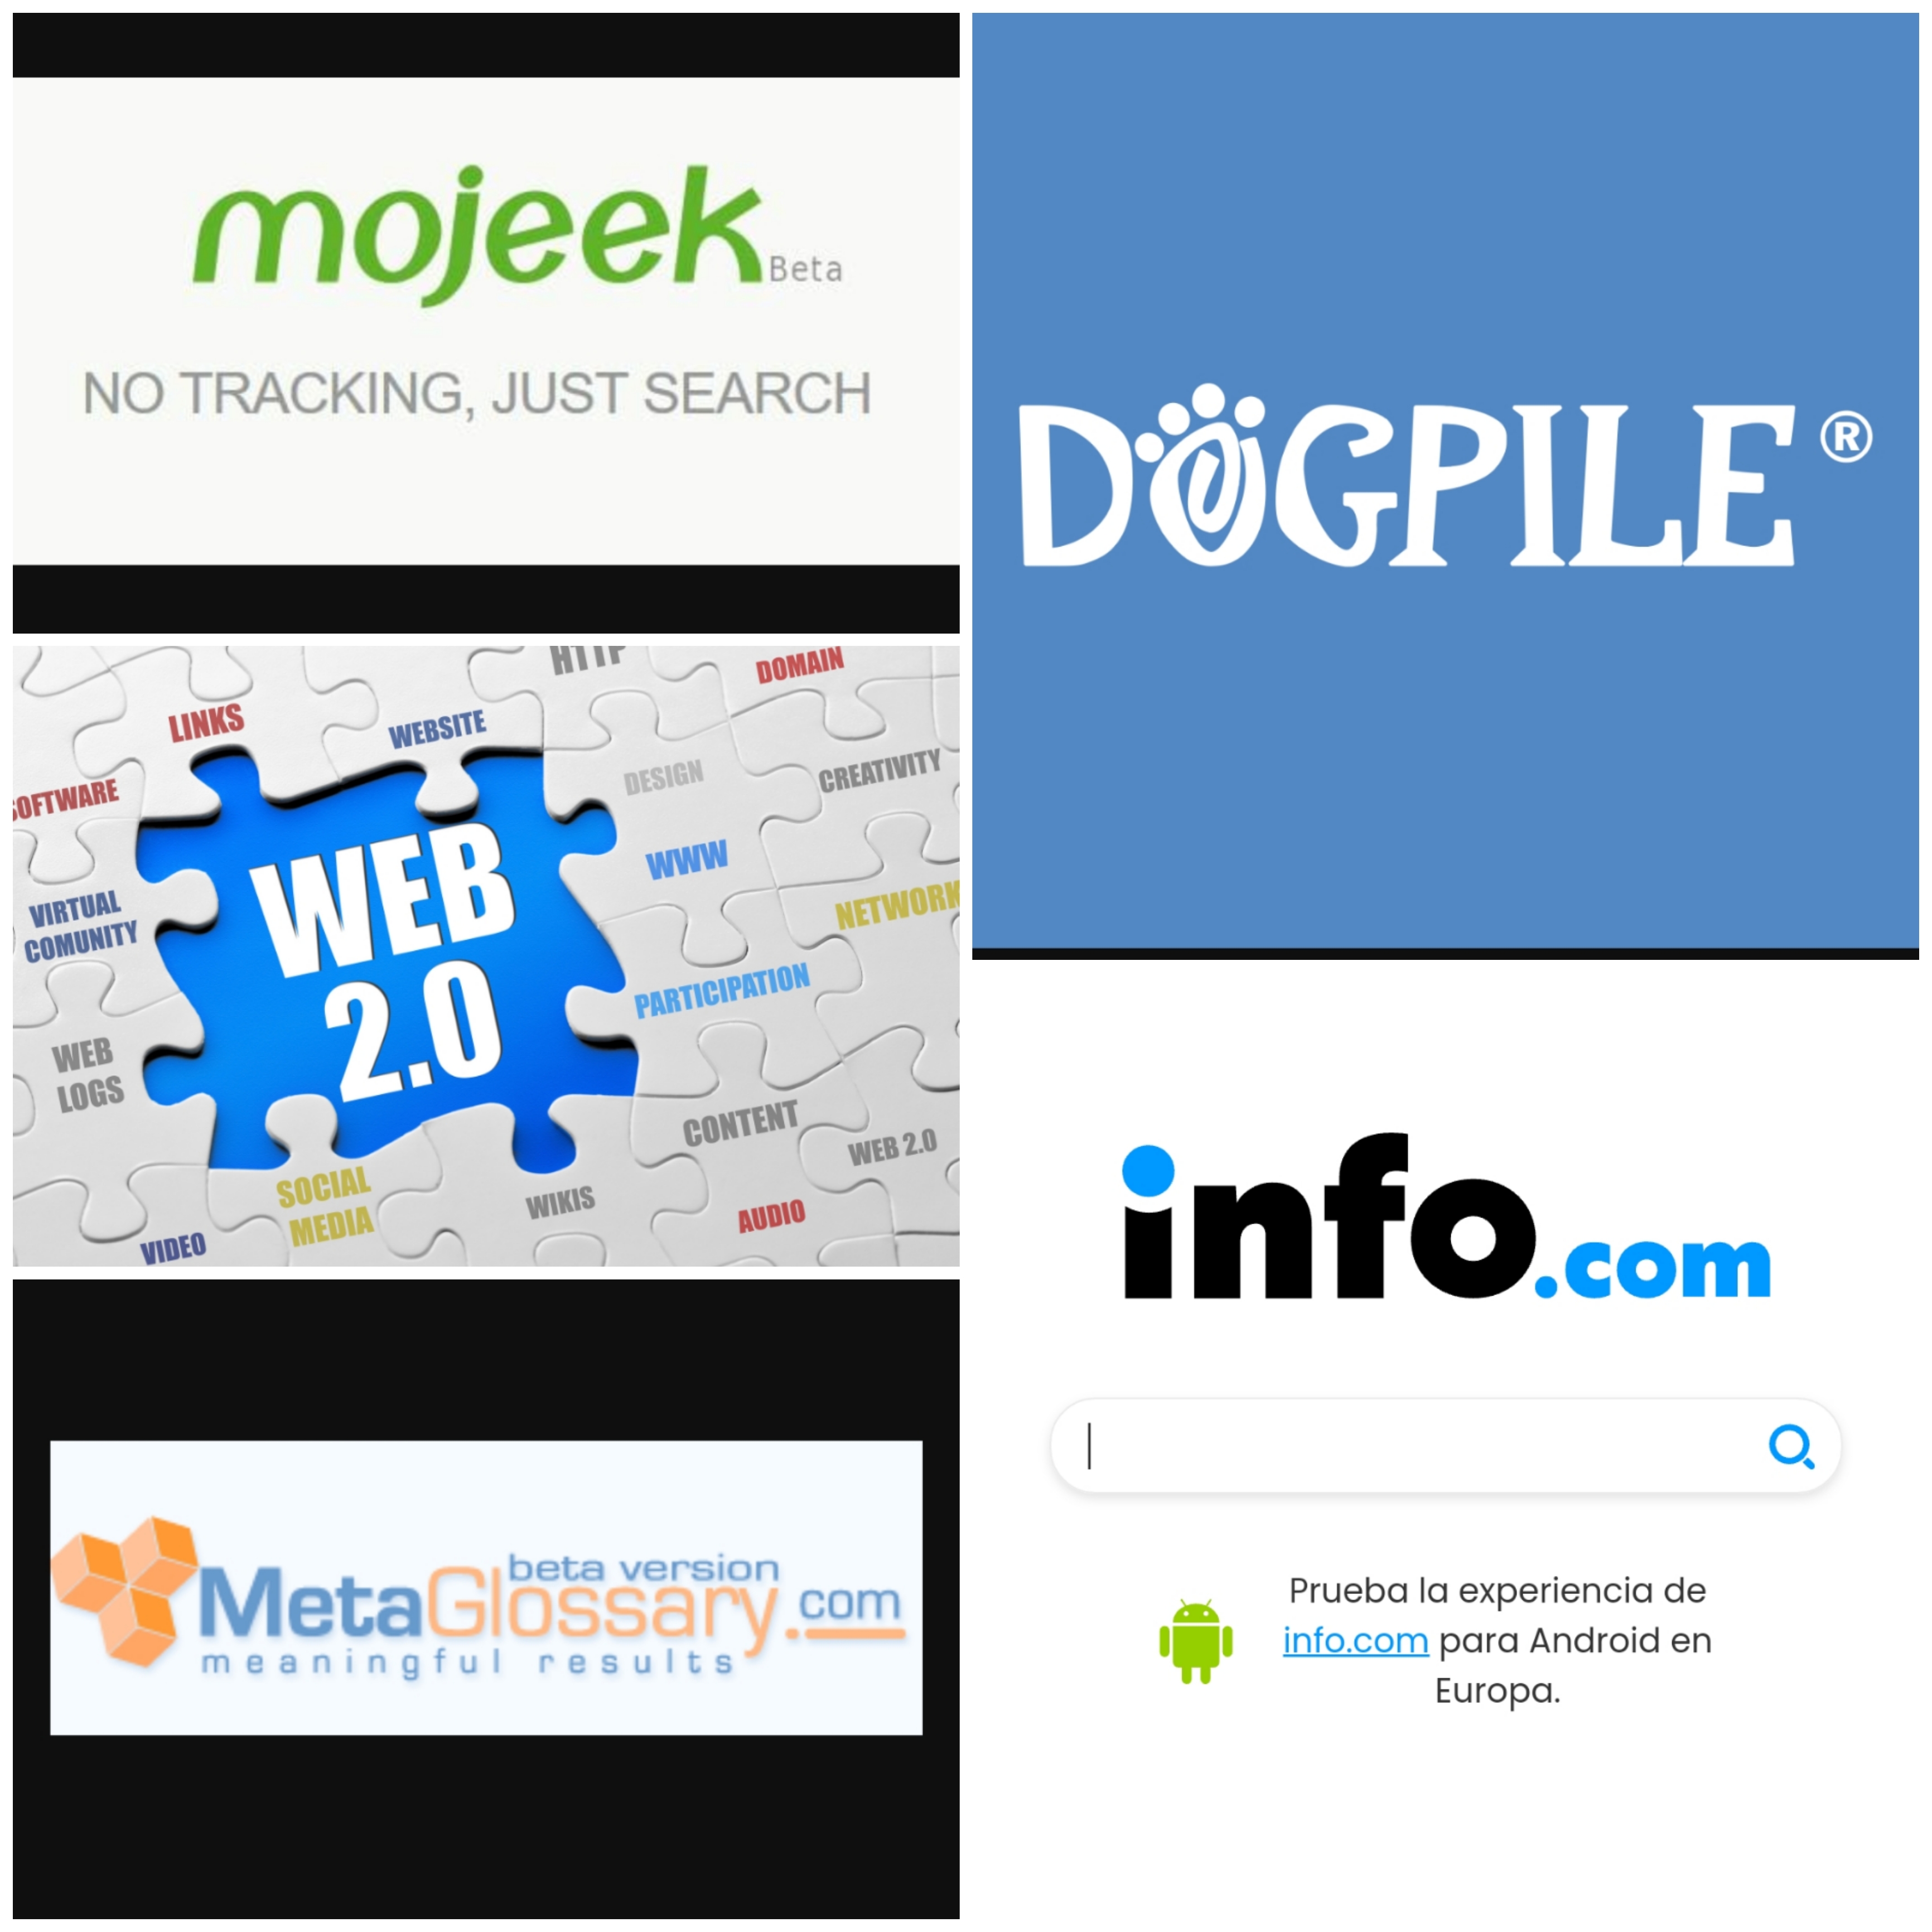 mojeek Beta
NO TRACKING, JUST SEARCH
DOGPILE ®
HTTP
DOMAIN
LINKS
WEBSITE
DESIGN
CREATIVITY
SOFTWARE
WWW
NETWORK
VIRTUAL
COMUNITY
WEB
2.0
PARTICIPATION
WEB
LOGS
CONTENT
WEB 2.0
SOCIAL
MEDIA
WIKIS
AUDIO
VIDEO
beta version
MetaGlossary.com
meaningful results
info.com
Prueba la experiencia de
info.com para Android en
Europa.